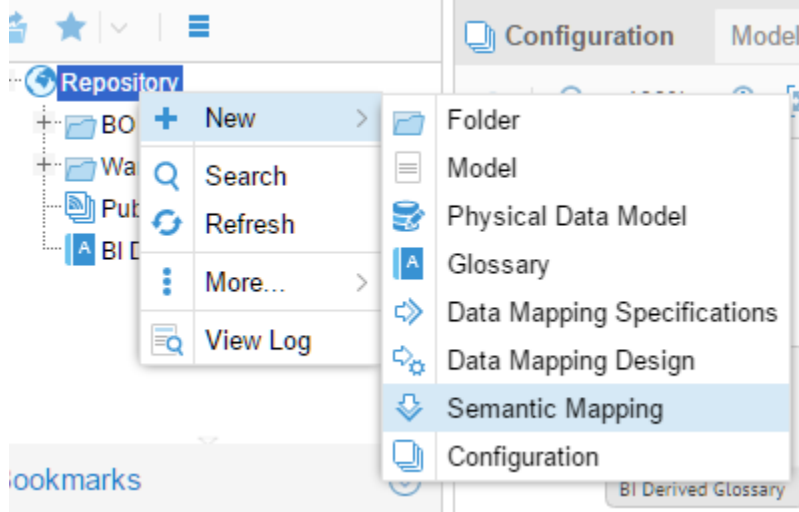 Configuration
Model
Repository
BO
New
Folder
Wa
Search
Model
Pub
Refresh
Physical Data Model
BI D
Glossary
More...
Data Mapping Specifications
View Log
Data Mapping Design
Semantic Mapping
Configuration
ookmarks
BI Derived Glossary